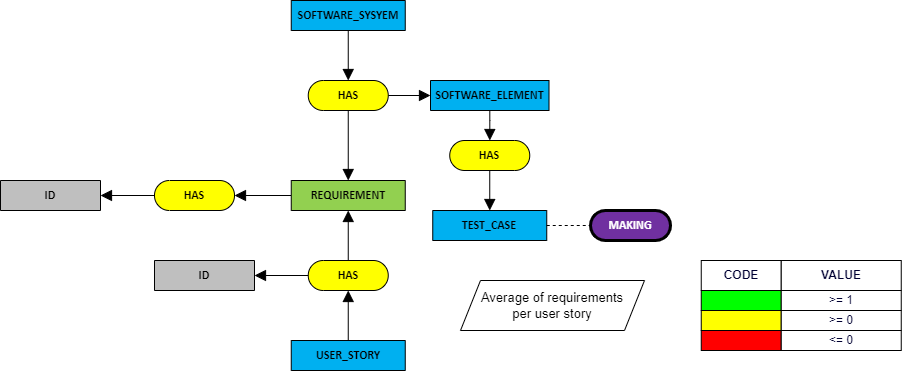 SOFTWARE_SYSYEM
HAS
SOFTWARE_ELEMENT
HAS
ID
HAS
REQUIREMENT
TEST_CASE
MAKING
ID
HAS
USER_STORY
Average of requirements
per user story
CODE VALUE
>= 1
>= 0
<= 0